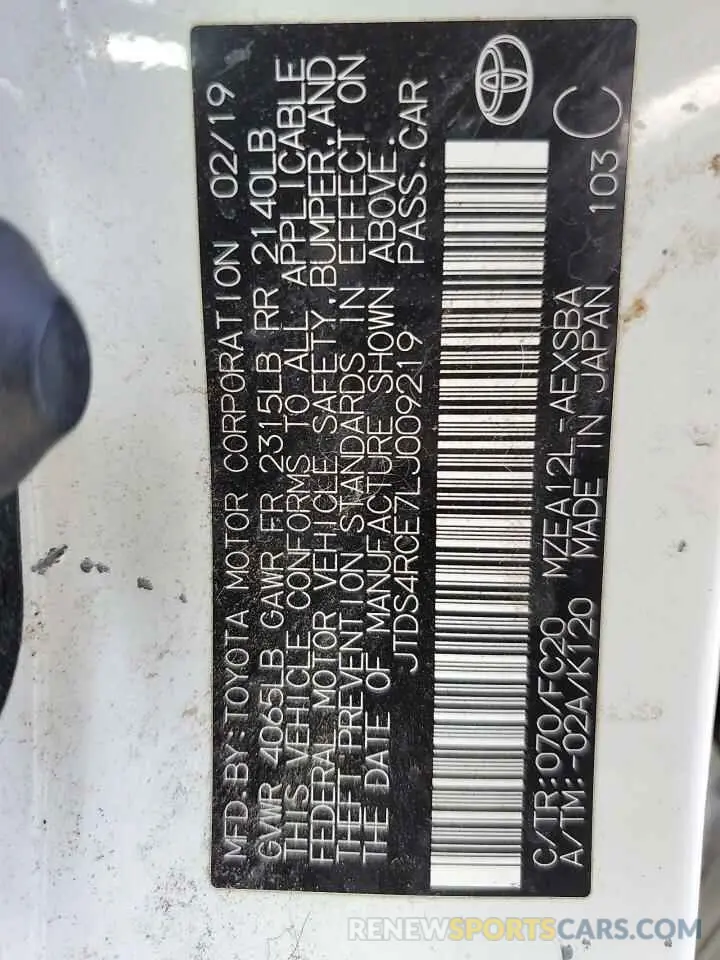 MFD.BY:TOYOTA MOTOR CORPORATION 02/19
GVWR 4065LB GAWR FR 2315LB RR 2140LB
THIS VEHICLE CONFORMS TO ALL APPLICABLE
FEDERAL MOTOR VEHICLE SAFETY, BUMPER, AND
THEFT PREVENTION STANDARDS IN EFFECT ON
THE DATE OF MANUFACTURE SHOWN ABOVE.
JTDS4RCE7LJ009219 PASS.CAR
C/TR:070/FC20 MZEA12L-AEXSBA 103 C
A/TM:-02A/K120 MADE IN JAPAN
RENEWSPORTSCARS.COM